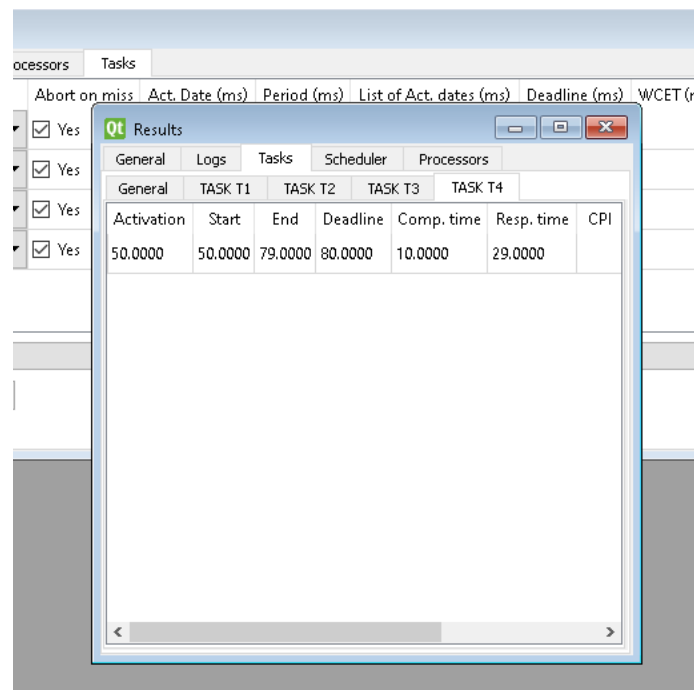 ocessors Tasks
Abort on miss Act. Date (ms) Period (ms) List of Act. dates (ms) Deadline (ms) WCET (r
Yes
Yes
Yes
Yes
Qt Results
General Logs Tasks Scheduler Processors
General TASK T1 TASK T2 TASK T3 TASK T4
Activation Start End Deadline Comp. time Resp. time CPI
50.0000 50.0000 79.0000 80.0000 10.0000 29.0000